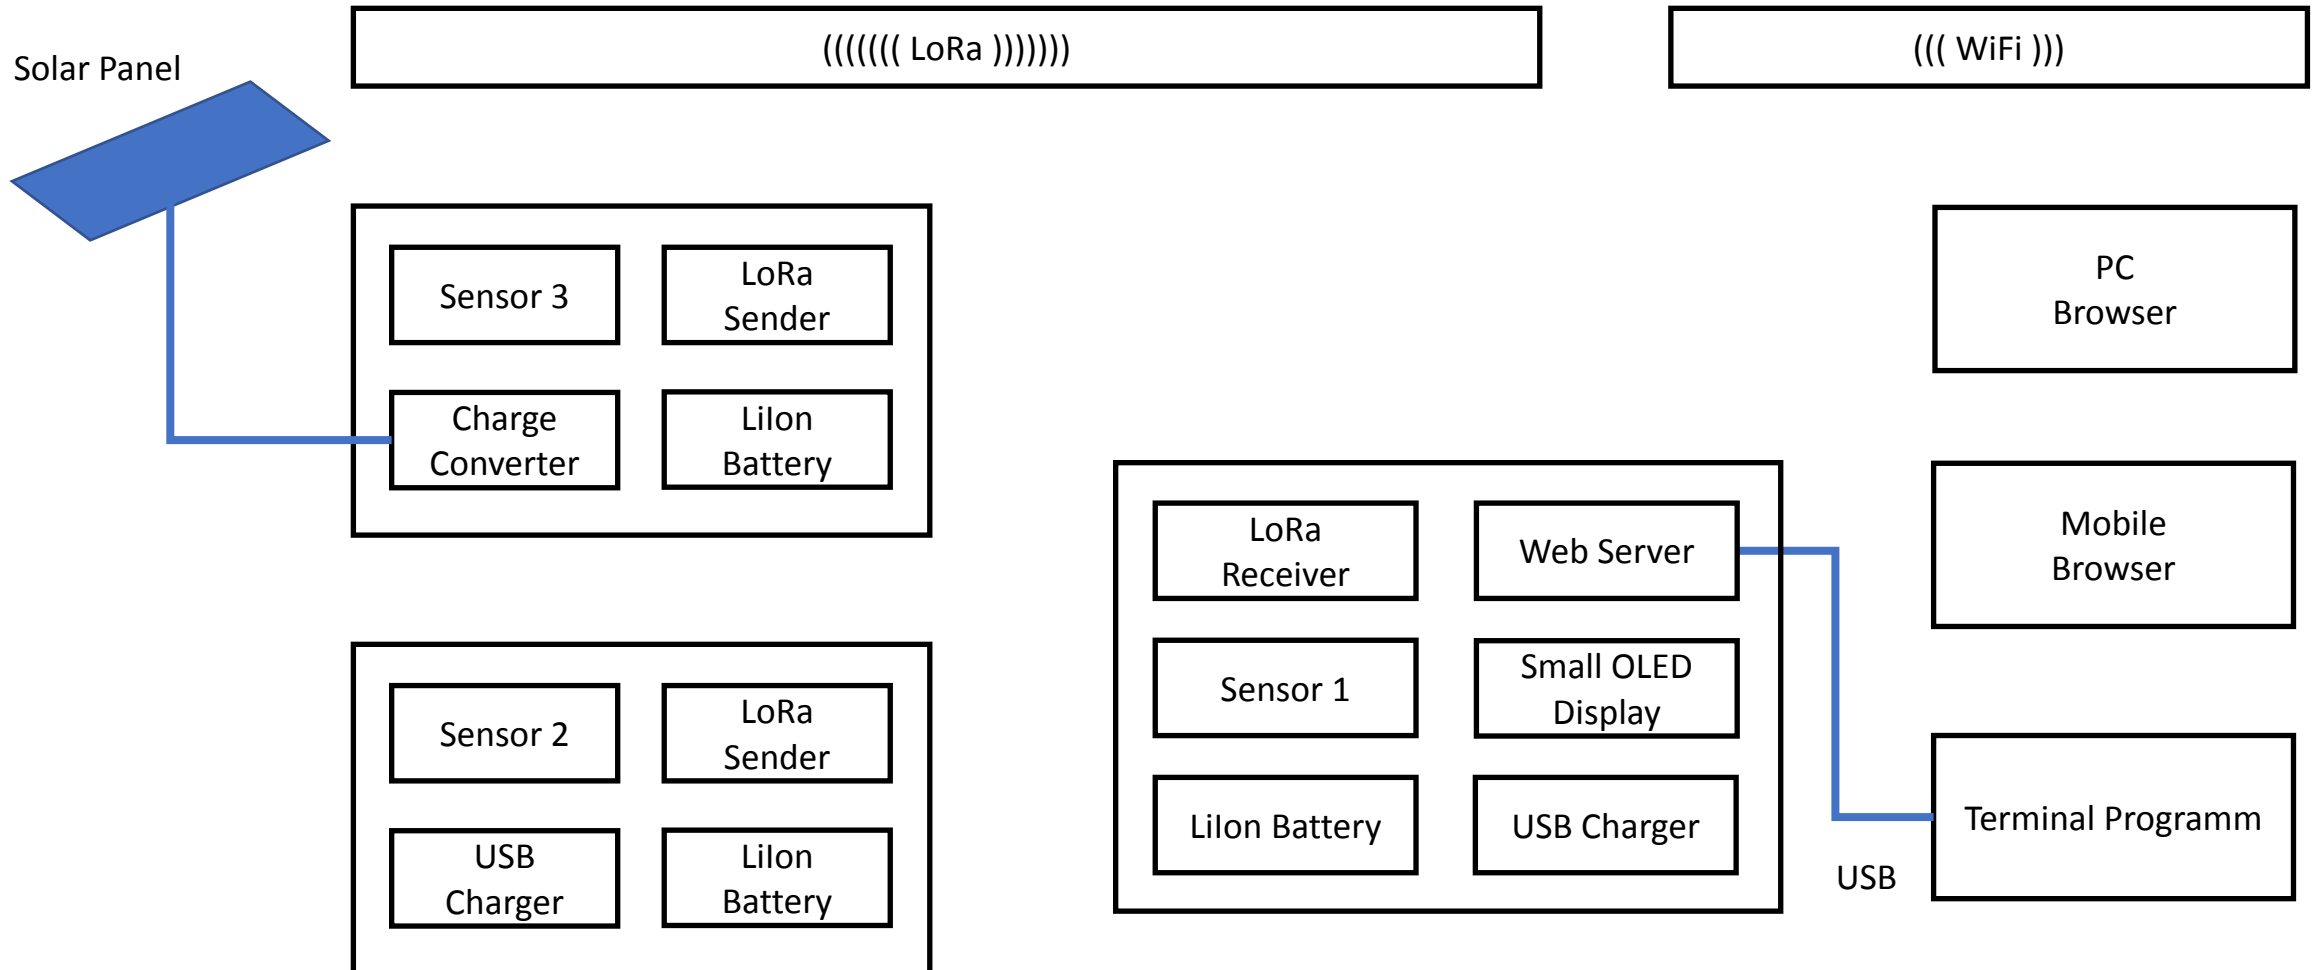 ((((((( LoRa )))))))
((( WiFi )))
Solar Panel
Sensor 3
LoRa
Sender
Charge
Converter
LiIon
Battery
Sensor 2
LoRa
Sender
USB
Charger
LiIon
Battery
LoRa
Receiver
Web Server
Sensor 1
Small OLED
Display
LiIon Battery
USB Charger
PC
Browser
Mobile
Browser
Terminal Programm
USB